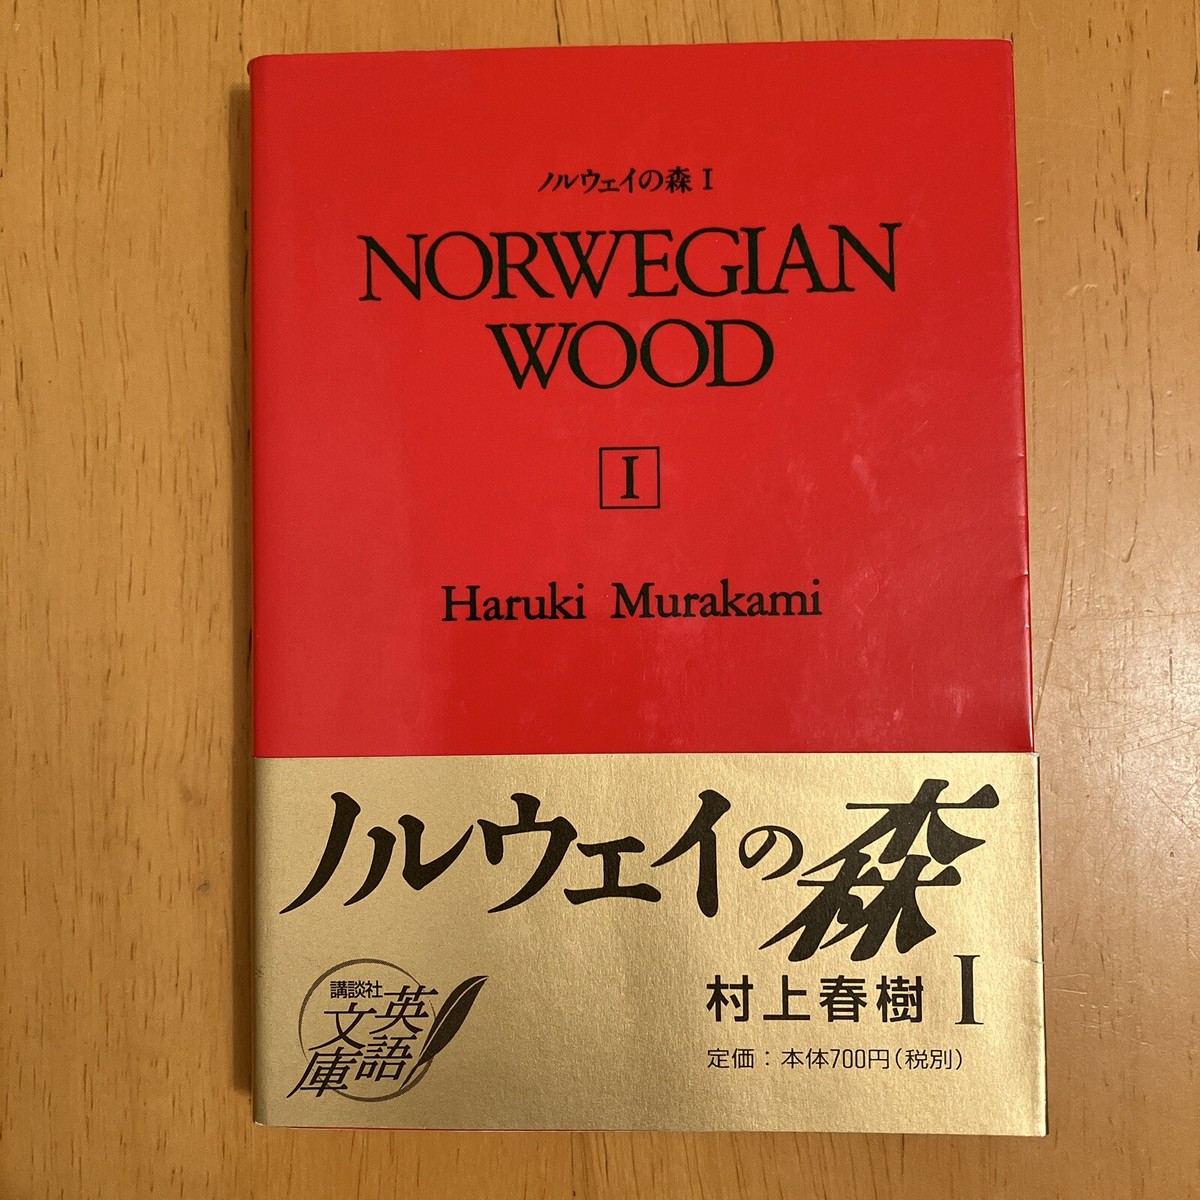 ノルウェイの森 I
NORWEGIAN
WOOD
I
Haruki Murakami
ノルウェイの森
村上春樹 I
定価：本体700円（税別）
講談社
英語
文庫